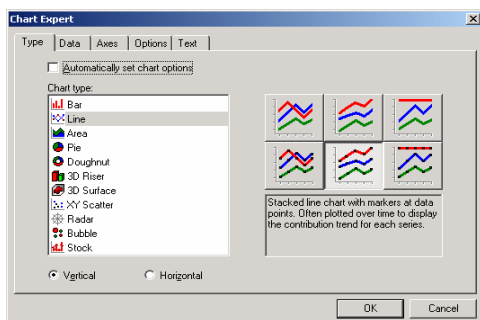 Chart Expert
Type Data Axes Options Text
Automatically set chart options
Chart type:
Bar
Line
Area
Pie
Doughnut
3D Riser
3D Surface
XY Scatter
Radar
Bubble
Stock
Stacked line chart with markers at data
points. Often plotted over time to display
the contribution trend for each series.
Vertical Horizontal
OK Cancel